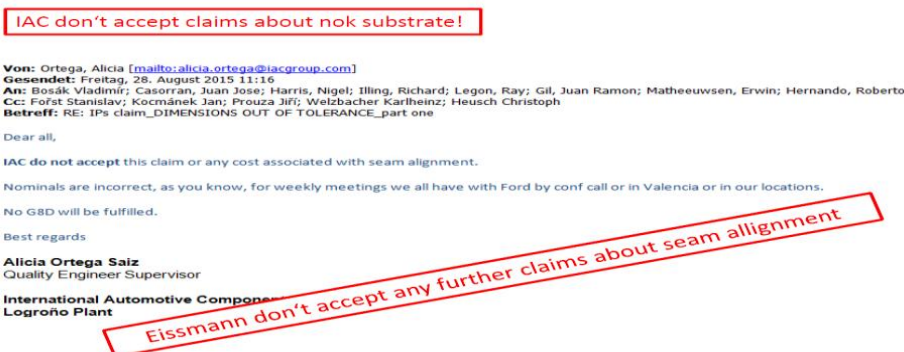 IAC don‘t accept claims about nok substrate!
Von: Ortega, Alicia [mailto:alicia.ortega@iacgroup.com]
Gesendet: Freitag, 28. August 2015 11:16
An: Bosák Vladimír; Casorran, Juan Jose; Harris, Nigel; Illing, Richard; Legon, Ray; Gil, Juan Ramon; Matheeuwsen, Erwin; Hernando, Roberto
Cc: Fořst Stanislav; Kocmánek Jan; Prouza Jiří; Welzbacher Karlheinz; Heusch Christoph
Betreff: RE: IPs claim_DIMENSIONS OUT OF TOLERANCE_part one
Dear all,
IAC do not accept this claim or any cost associated with seam alignment.
Nominals are incorrect, as you know, for weekly meetings we all have with Ford by conf call or in Valencia or in our locations.
No G8D will be fulfilled.
Best regards
Alicia Ortega Saiz
Quality Engineer Supervisor
International Automotive
Logroño Plant
Eissmann don‘t accept any further claims about seam allignment